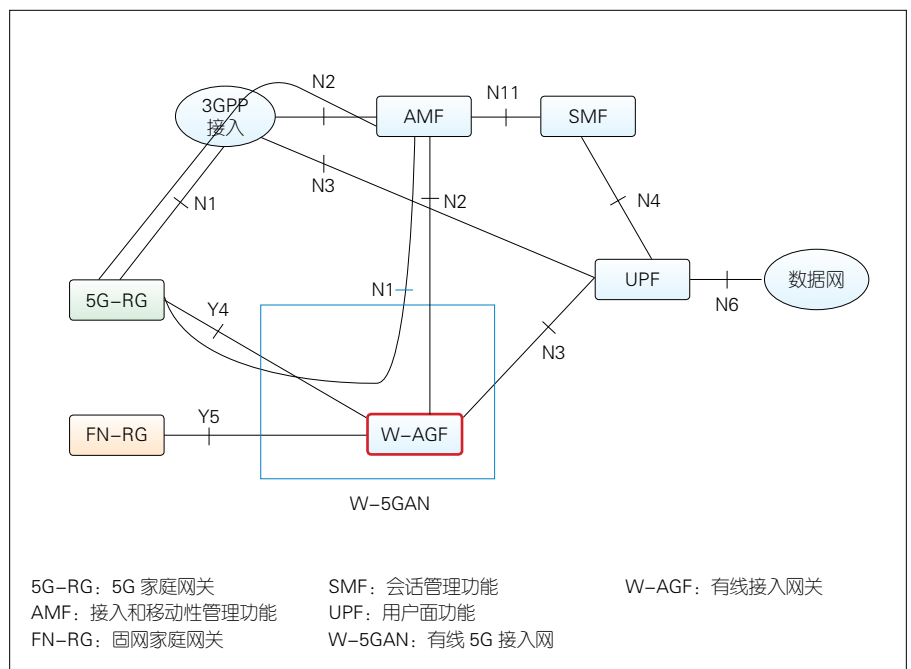 N2
3GPP
接入
AMF
N11
SMF
N3
N1
N2
N4
5G-RG
N1
Y4
UPF
数据网
N6
N3
FN-RG
Y5
W-AGF
W-5GAN
5G-RG：5G 家庭网关
SMF：会话管理功能
W-AGF：有线接入网关
AMF：接入和移动性管理功能
UPF：用户面功能
FN-RG：固网家庭网关
W-5GAN：有线 5G 接入网